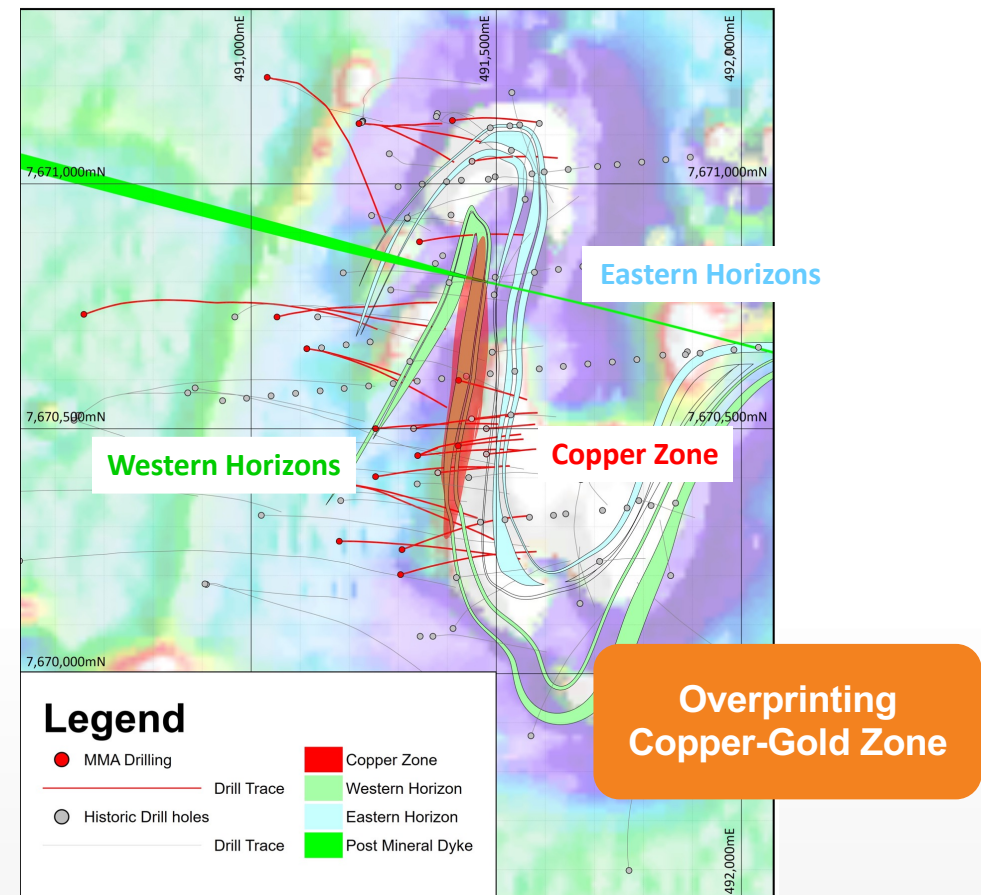 491,000mE
491,500mE
492,000mE
7,671,000mN
7,671,000mN
Eastern Horizons
7,670,500mN
7,670,500mN
Western Horizons
Copper Zone
7,670,000mN
Overprinting
Copper-Gold Zone
Legend
MMA Drilling
Drill Trace
Historic Drill holes
Drill Trace
Copper Zone
Western Horizon
Eastern Horizon
Post Mineral Dyke
492,000mE